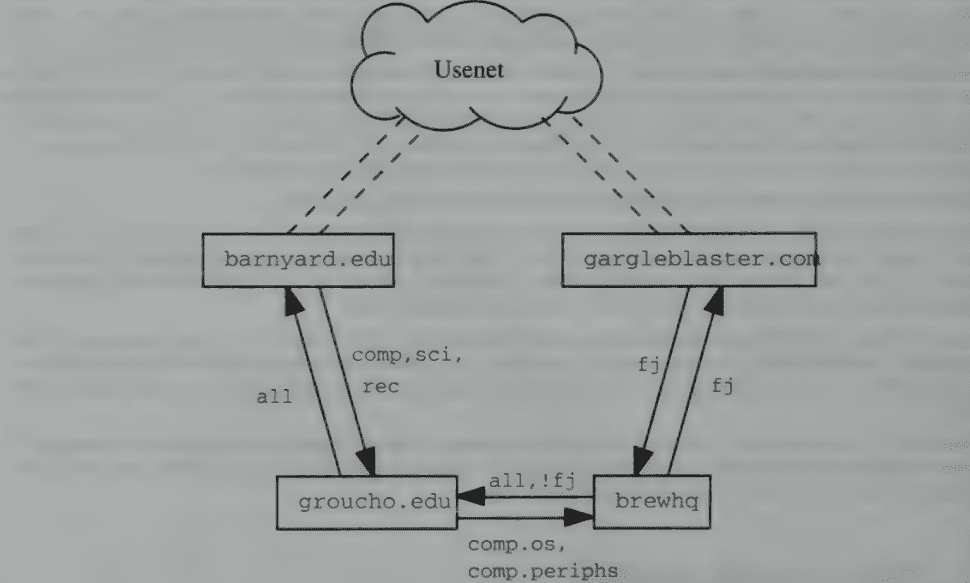 Usenet
barnyard.edu
gargleblaster.com
comp,sci,
rec
all
fj
fj
all,!fj
groucho.edu
brewhq
comp.os,
comp.periphs